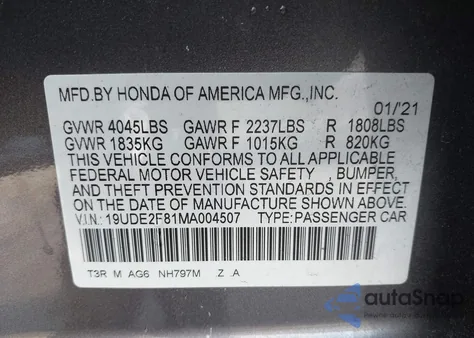 MFD.BY HONDA OF AMERICA MFG.,INC.
01/'21
GVWR 4045LBS GAWR F 2237LBS R 1808LBS
GVWR 1835KG GAWR F 1015KG R 820KG
THIS VEHICLE CONFORMS TO ALL APPLICABLE
FEDERAL MOTOR VEHICLE SAFETY , BUMPER,
AND THEFT PREVENTION STANDARDS IN EFFECT
ON THE DATE OF MANUFACTURE SHOWN ABOVE.
V.I.N: 19UDE2F81MA004507 TYPE:PASSENGER CAR
T3R M AG6 NH797M .Z .A
autoSnap